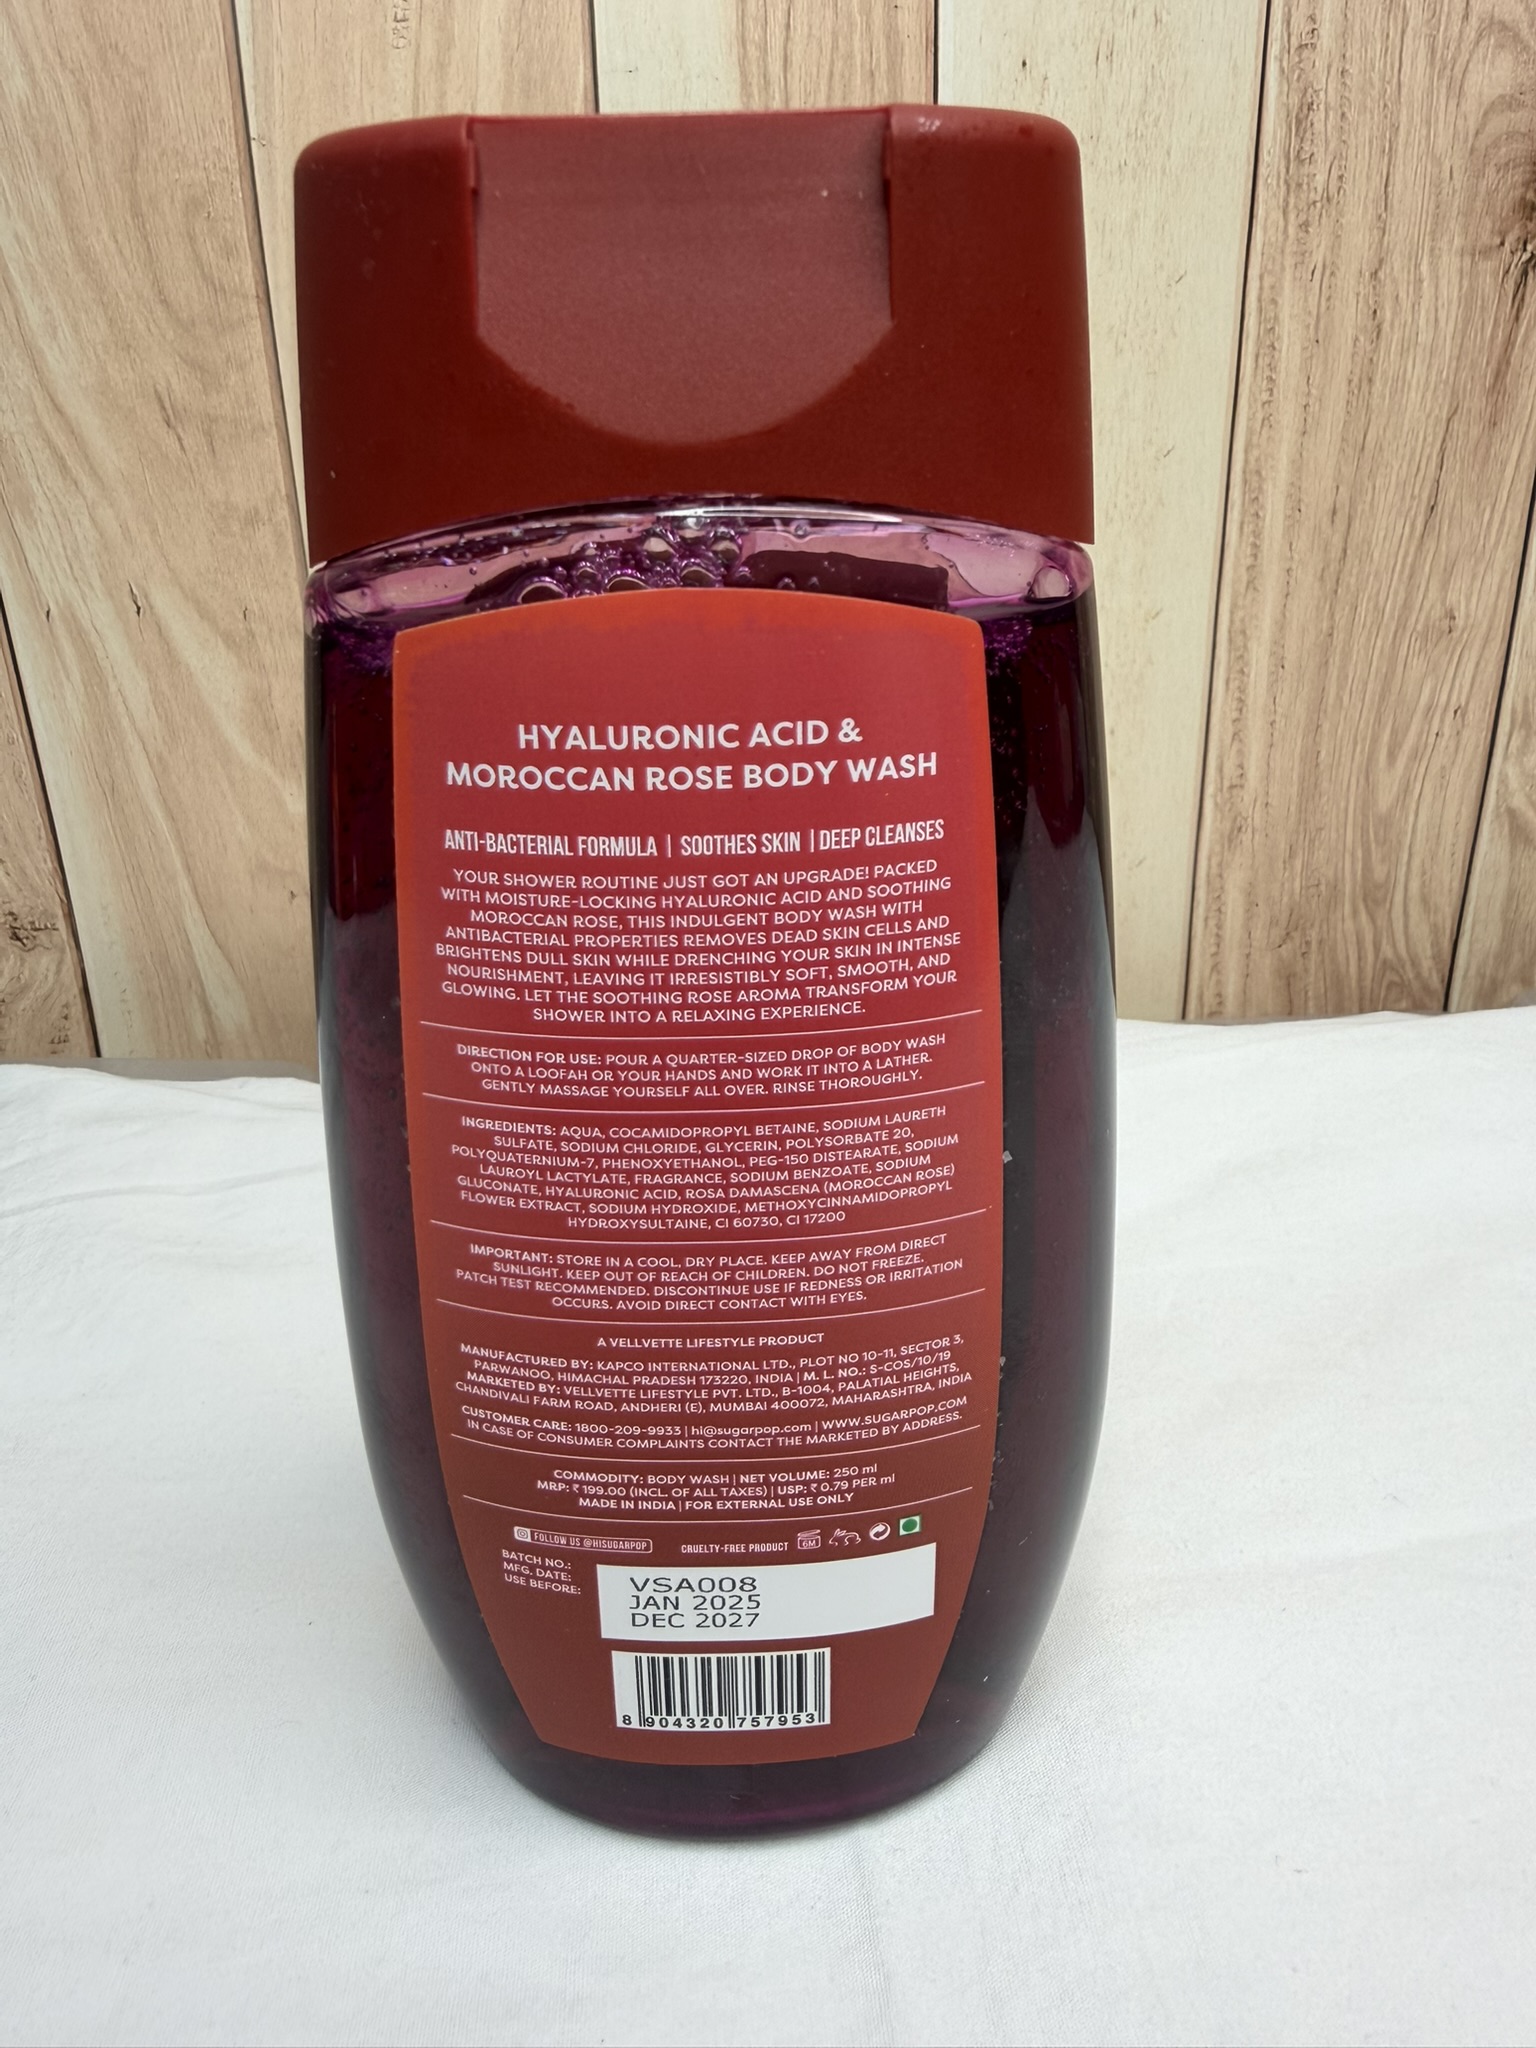 HYALURONIC ACID &
MOROCCAN ROSE BODY WASH
ANTI-BACTERIAL FORMULA | SOOTHES SKIN | DEEP CLEANSES
YOUR SHOWER ROUTINE JUST GOT AN UPGRADE! PACKED
WITH MOISTURE-LOCKING HYALURONIC ACID AND SOOTHING
MOROCCAN ROSE, THIS INDULGENT BODY WASH WITH
ANTIBACTERIAL PROPERTIES REMOVES DEAD SKIN CELLS AND
BRIGHTENS DULL SKIN WHILE DRENCHING YOUR SKIN IN INTENSE
NOURISHMENT, LEAVING IT IRRESISTIBLY SOFT, SMOOTH, AND
GLOWING. LET THE SOOTHING ROSE AROMA TRANSFORM YOUR
SHOWER INTO A RELAXING EXPERIENCE.
DIRECTION FOR USE: POUR A QUARTER-SIZED DROP OF BODY WASH
ONTO A LOOFAH OR YOUR HANDS AND WORK IT INTO A LATHER.
GENTLY MASSAGE YOURSELF ALL OVER. RINSE THOROUGHLY.
INGREDIENTS: AQUA, COCAMIDOPROPYL BETAINE, SODIUM LAURETH
SULFATE, SODIUM CHLORIDE, GLYCERIN, POLYSORBATE 20,
POLYQUATERNIUM-7, PHENOXYETHANOL, PEG-150 DISTEARATE, SODIUM
LAUROYL LACTYLATE, FRAGRANCE, SODIUM BENZOATE, SODIUM
GLUCONATE, HYALURONIC ACID, ROSA DAMASCENA (MOROCCAN ROSE)
FLOWER EXTRACT, SODIUM HYDROXIDE, METHOXYCINNAMIDOPROPYL
HYDROXYSULTAINE, CI 60730, CI 17200
IMPORTANT: STORE IN A COOL, DRY PLACE. KEEP AWAY FROM DIRECT
SUNLIGHT. KEEP OUT OF REACH OF CHILDREN. DO NOT FREEZE.
PATCH TEST RECOMMENDED. DISCONTINUE USE IF REDNESS OR IRRITATION
OCCURS. AVOID DIRECT CONTACT WITH EYES.
A VELLVETTE LIFESTYLE PRODUCT
MANUFACTURED BY: KAPCO INTERNATIONAL LTD., PLOT NO 10-11, SECTOR 3,
PARWANOO, HIMACHAL PRADESH 173220, INDIA | M. L. NO.: S-COS/10/19
MARKETED BY: VELLVETTE LIFESTYLE PVT. LTD., B-1004, PALATIAL HEIGHTS,
CHANDIVALI FARM ROAD, ANDHERI (E), MUMBAI 400072, MAHARASHTRA, INDIA
CUSTOMER CARE: 1800-209-9933 | hi@sugarpop.com | WWW.SUGARPOP.COM
IN CASE OF CONSUMER COMPLAINTS CONTACT THE MARKETED BY ADDRESS.
COMMODITY: BODY WASH | NET VOLUME: 250 ml
MRP: ₹ 199.00 (INCL. OF ALL TAXES) | USP: ₹ 0.79 PER ml
MADE IN INDIA | FOR EXTERNAL USE ONLY
FOLLOW US @HISUGARPOP CRUELTY-FREE PRODUCT 6M
BATCH NO.: VSA008
MFG. DATE: JAN 2025
USE BEFORE: DEC 2027
8 904320 757953